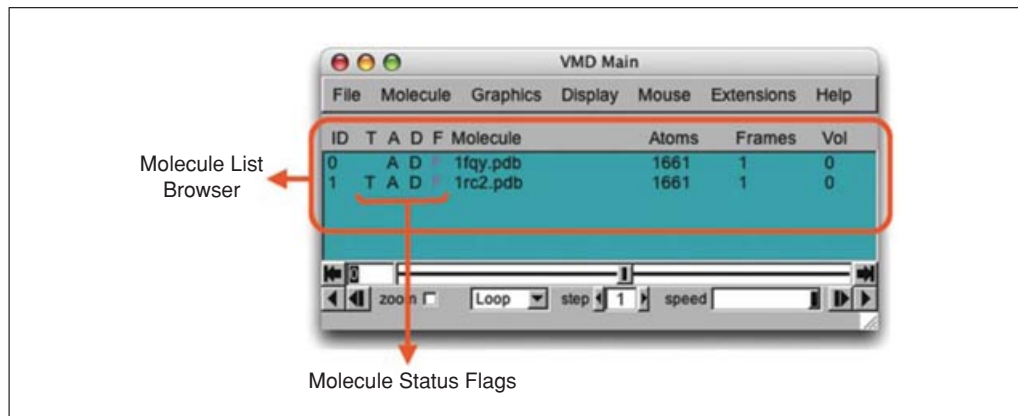 VMD Main
File Molecule Graphics Display Mouse Extensions Help
ID T A D F Molecule Atoms Frames Vol
0 A D F 1fqy.pdb 1661 1 0
1 T A D F 1rc2.pdb 1661 1 0
Molecule List
Browser
0
zoom Loop step 1 speed
Molecule Status Flags